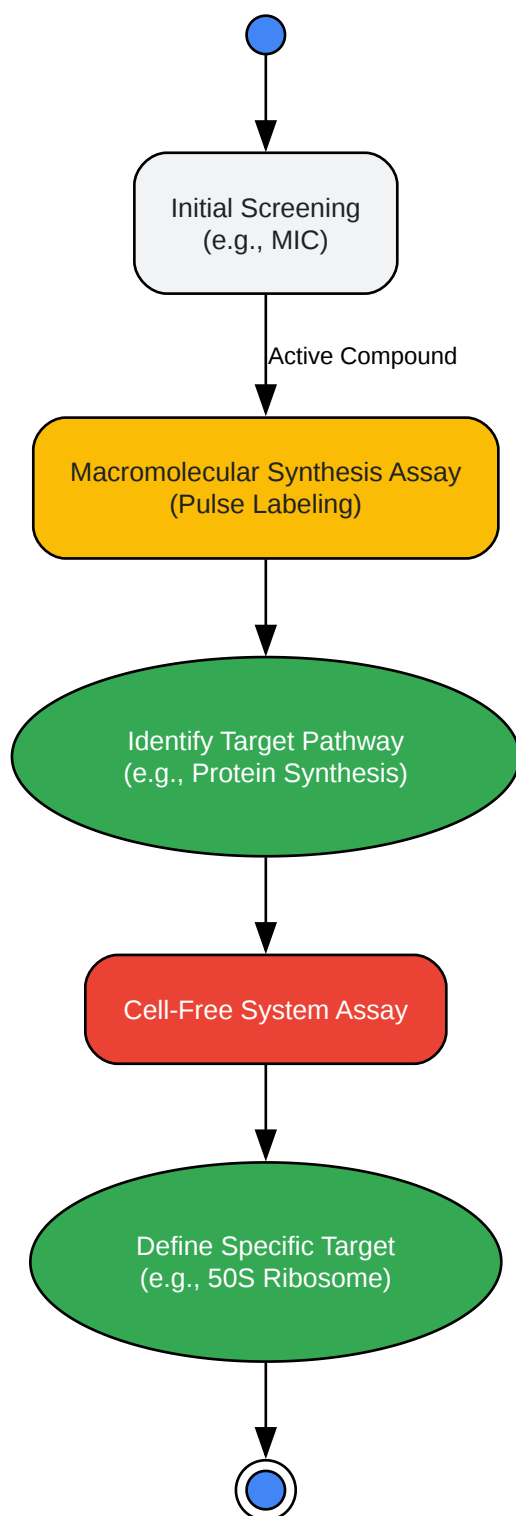 Initial Screening
(e.g., MIC)
Active Compound
Macromolecular Synthesis Assay
(Pulse Labeling)
Identify Target Pathway
(e.g., Protein Synthesis)
Cell-Free System Assay
Define Specific Target
(e.g., 50S Ribosome)